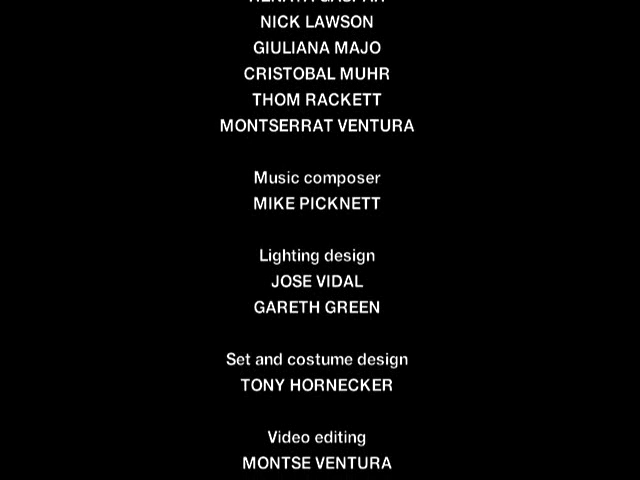 NICK LAWSON
GIULIANA MAJO
CRISTOBAL MUHR
THOM RACKETT
MONTSERRAT VENTURA
Music composer
MIKE PICKNETT
Lighting design
JOSE VIDAL
GARETH GREEN
Set and costume design
TONY HORNECKER
Video editing
MONTSE VENTURA